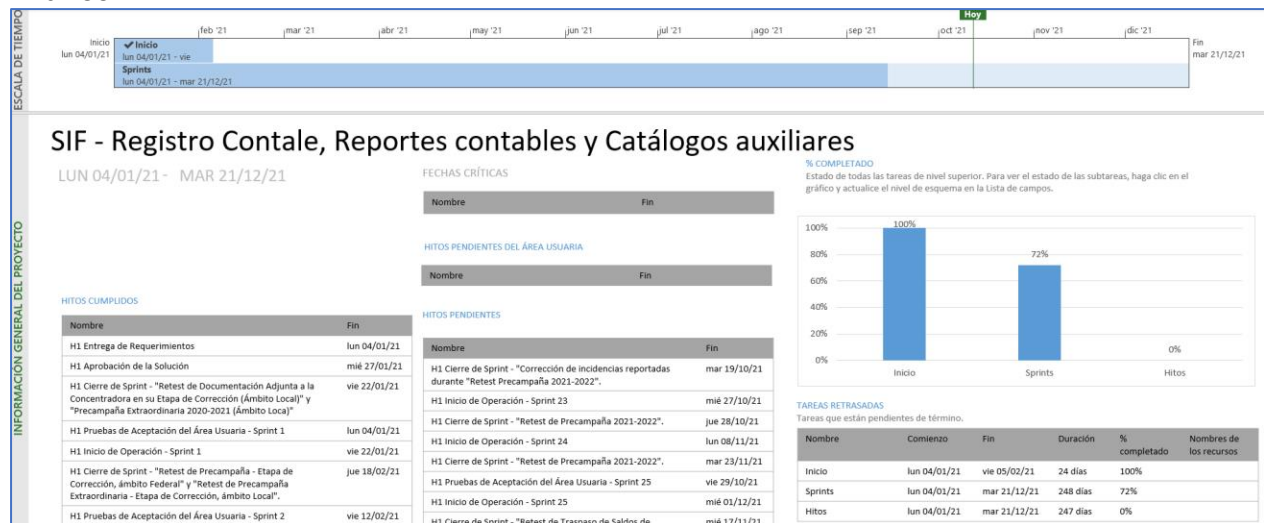 ESCALA DE TIEMPO
Hoy
feb '21
mar '21
abr '21
may '21
jun '21
jul '21
ago '21
sep '21
oct '21
nov '21
dic '21
Inicio
lun 04/01/21
Inicio
lun 04/01/21 - vie
Sprints
lun 04/01/21 - mar 21/12/21
Fin
mar 21/12/21
INFORMACIÓN GENERAL DEL PROYECTO
SIF - Registro Contale, Reportes contables y Catálogos auxiliares
LUN 04/01/21 - MAR 21/12/21
HITOS CUMPLIDOS
Nombre Fin
H1 Entrega de Requerimientos lun 04/01/21
H1 Aprobación de la Solución mié 27/01/21
H1 Cierre de Sprint - "Retest de Documentación Adjunta a la vie 22/01/21
Concentradora en su Etapa de Corrección (Ámbito Local)" y
"Precampaña Extraordinaria 2020-2021 (Ámbito Loca)"
H1 Pruebas de Aceptación del Área Usuaria - Sprint 1 lun 04/01/21
H1 Inicio de Operación - Sprint 1 vie 22/01/21
H1 Cierre de Sprint - "Retest de Precampaña - Etapa de jue 18/02/21
Corrección, ámbito Federal" y "Retest de Precampaña
Extraordinaria - Etapa de Corrección, ámbito Local".
H1 Pruebas de Aceptación del Área Usuaria - Sprint 2 vie 12/02/21
FECHAS CRÍTICAS
Nombre Fin
HITOS PENDIENTES DEL ÁREA USUARIA
Nombre Fin
HITOS PENDIENTES
Nombre Fin
H1 Cierre de Sprint - "Corrección de incidencias reportadas mar 19/10/21
durante "Retest Precampaña 2021-2022".
H1 Inicio de Operación - Sprint 23 mié 27/10/21
H1 Cierre de Sprint - "Retest de Precampaña 2021-2022". jue 28/10/21
H1 Inicio de Operación - Sprint 24 lun 08/11/21
H1 Cierre de Sprint - "Retest de Precampaña 2021-2022". mar 23/11/21
H1 Pruebas de Aceptación del Área Usuaria - Sprint 25 vie 29/10/21
H1 Inicio de Operación - Sprint 25 mié 01/12/21
H1 Cierre de Sprint - "Retest de Traspaso de Saldos de mié 17/11/21
% COMPLETADO
Estado de todas las tareas de nivel superior. Para ver el estado de las subtareas, haga clic en el
gráfico y actualice el nivel de esquema en la Lista de campos.
100%
80%
60%
40%
20%
0%
100%
72%
0%
Inicio
Sprints
Hitos
TAREAS RETRASADAS
Tareas que están pendientes de término.
Nombre Comienzo Fin Duración % completado Nombres de los recursos
Inicio lun 04/01/21 vie 05/02/21 24 días 100%
Sprints lun 04/01/21 mar 21/12/21 248 días 72%
Hitos lun 04/01/21 mar 21/12/21 247 días 0%